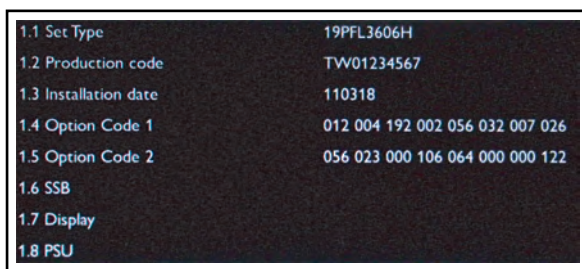 1.1 Set Type 19PFL3606H
1.2 Production code TW01234567
1.3 Installation date 110318
1.4 Option Code 1 012 004 192 002 056 032 007 026
1.5 Option Code 2 056 023 000 106 064 000 000 122
1.6 SSB
1.7 Display
1.8 PSU